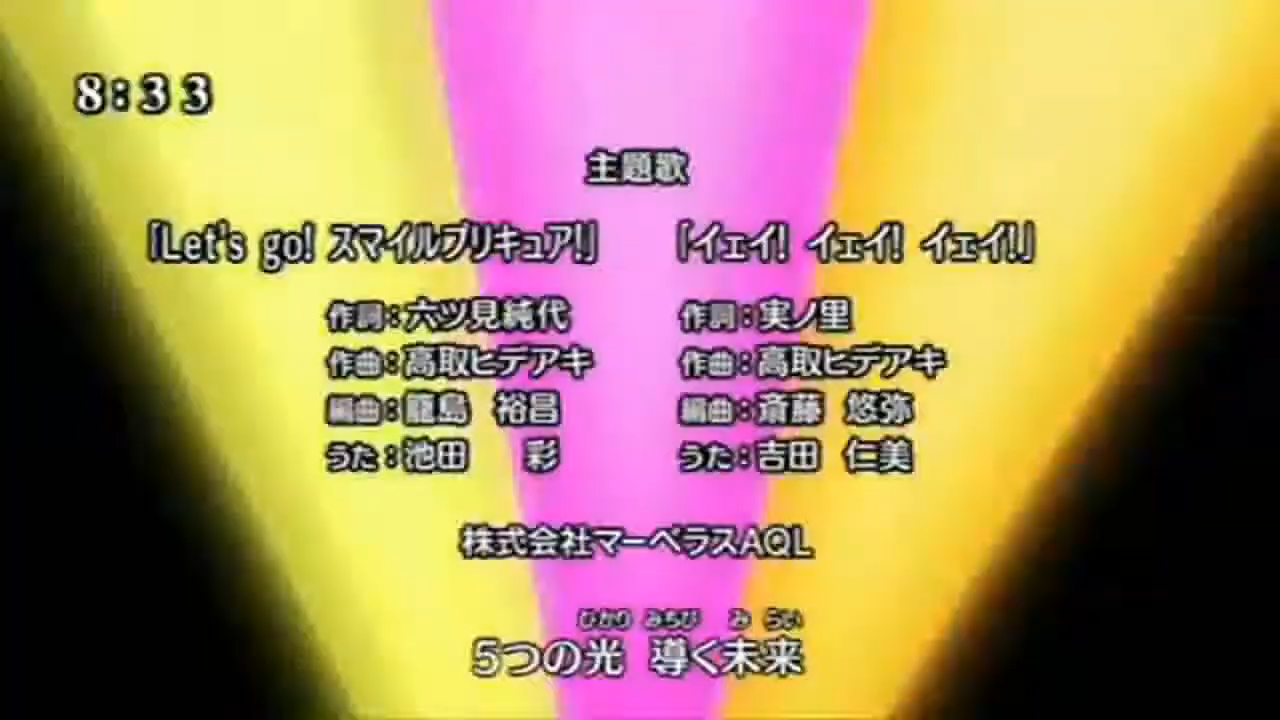 8:33
主題歌
「Let's go! スマイルプリキュア!」 「イェイ! イェイ! イェイ!」
作詞:六ツ見純代 作詞:実ノ里
作曲:高取ヒデアキ 作曲:高取ヒデアキ
編曲:籠島 裕昌 編曲:斎藤 悠弥
うた:池田 彩 うた:吉田 仁美
株式会社マーベラスAQL
ひかり みちび み らい
5つの光 導く未来